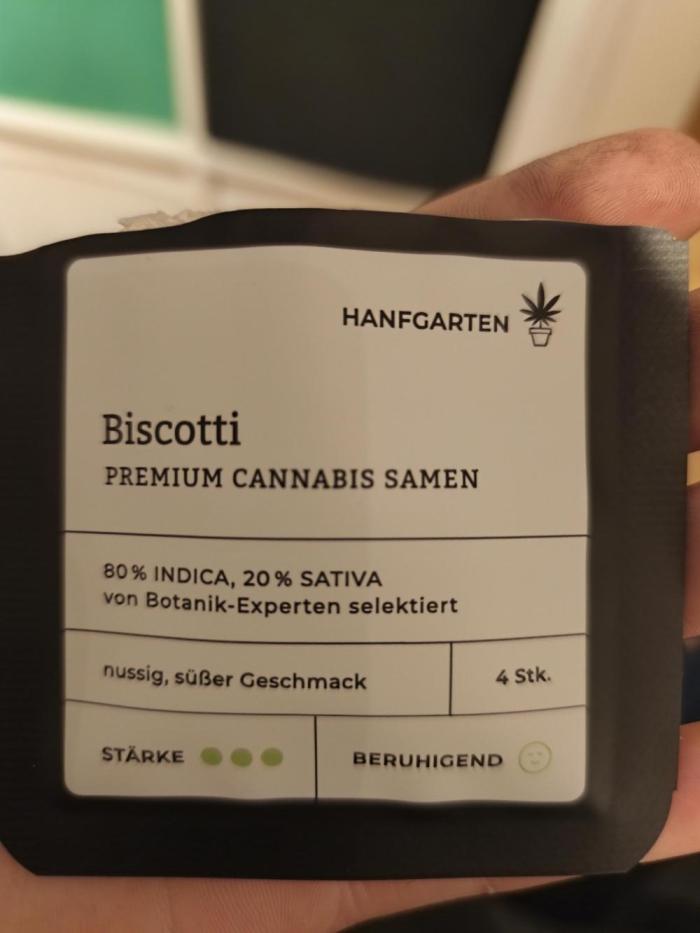 HANFGARTEN
Biscotti
PREMIUM CANNABIS SAMEN
80% INDICA, 20% SATIVA
von Botanik-Experten selektiert
nussig, süßer Geschmack
4 Stk.
STÄRKE
BERUHIGEND